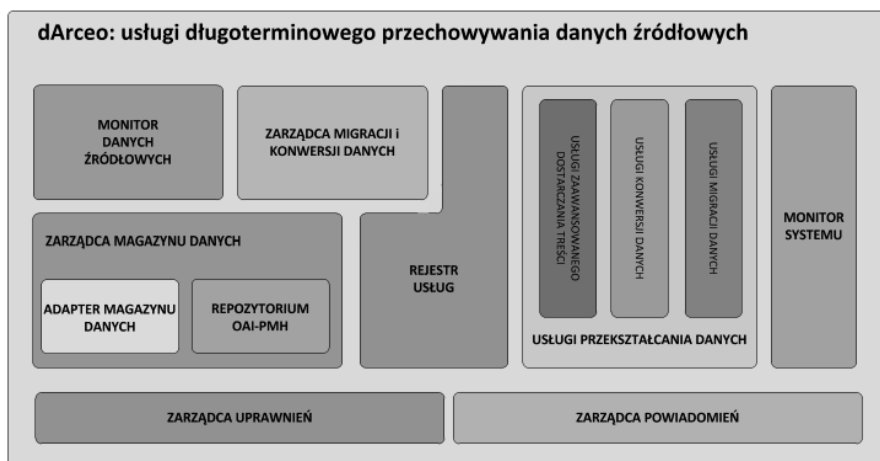 dArceo: usługi długoterminowego przechowywania danych źródłowych
MONITOR
DANYCH
ŹRÓDŁOWYCH
ZARZĄDCA MIGRACJI i
KONWERSJI DANYCH
ZARZĄDCA MAGAZYNU DANYCH
ADAPTER MAGAZYNU
DANYCH
REPOZYTORIUM
OAI-PMH
REJESTR
USŁUG
USŁUGI ZAAWANSOWANEGO
DOSTARCZANIA TREŚCI
USŁUGI KONWERSJI DANYCH
USŁUGI MIGRACJI DANYCH
USŁUGI PRZEKSZTAŁCANIA DANYCH
MONITOR
SYSTEMU
ZARZĄDCA UPRAWNIEŃ
ZARZĄDCA POWIADOMIEŃ